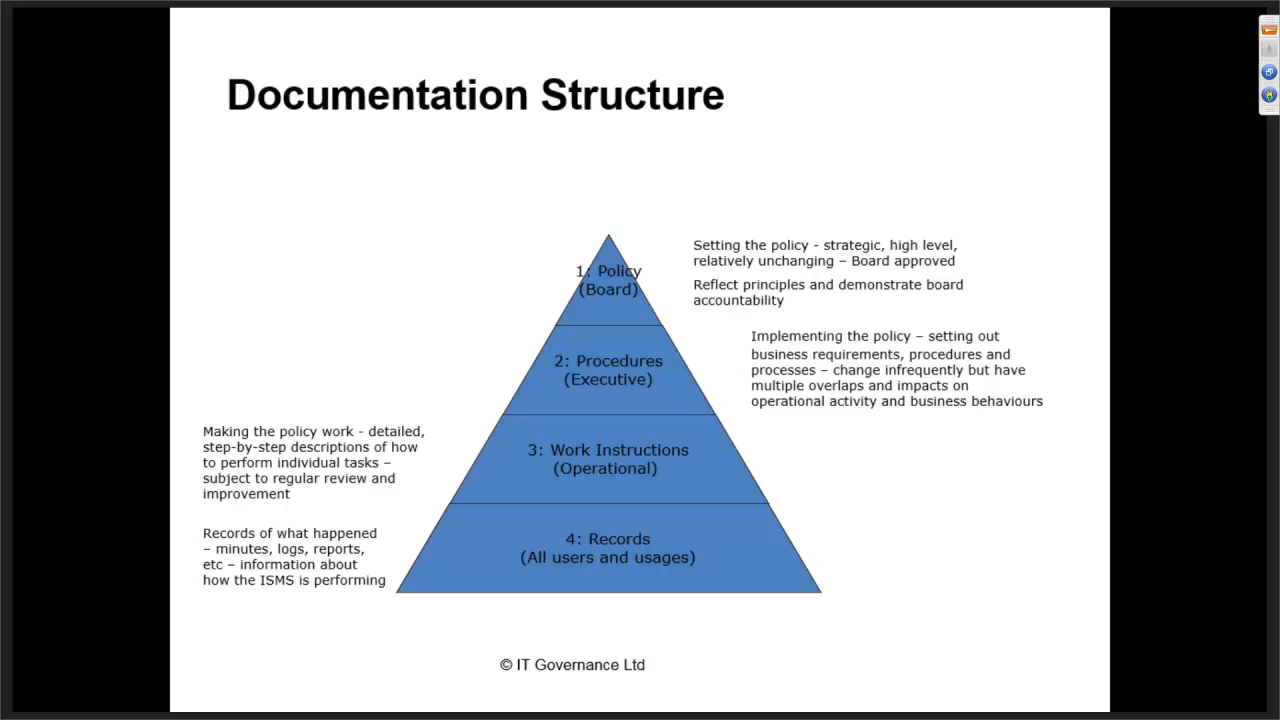 Documentation Structure
1: Policy
(Board)
Setting the policy - strategic, high level,
relatively unchanging – Board approved
Reflect principles and demonstrate board
accountability
2: Procedures
(Executive)
Implementing the policy – setting out
business requirements, procedures and
processes – change infrequently but have
multiple overlaps and impacts on
operational activity and business behaviours
Making the policy work - detailed,
step-by-step descriptions of how
to perform individual tasks –
subject to regular review and
improvement
3: Work Instructions
(Operational)
Records of what happened
– minutes, logs, reports,
etc – information about
how the ISMS is performing
4: Records
(All users and usages)
© IT Governance Ltd